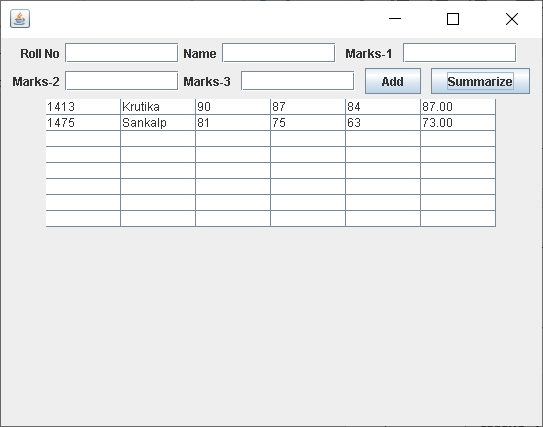 Roll No Name Marks-1
Marks-2 Marks-3 Add Summarize
1413 Krutika 90 87 84 87.00
1475 Sankalp 81 75 63 73.00